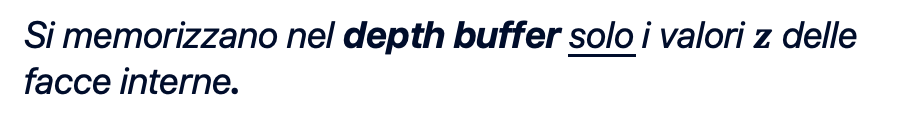 Si memorizzano nel depth buffer solo i valori z delle
facce interne.